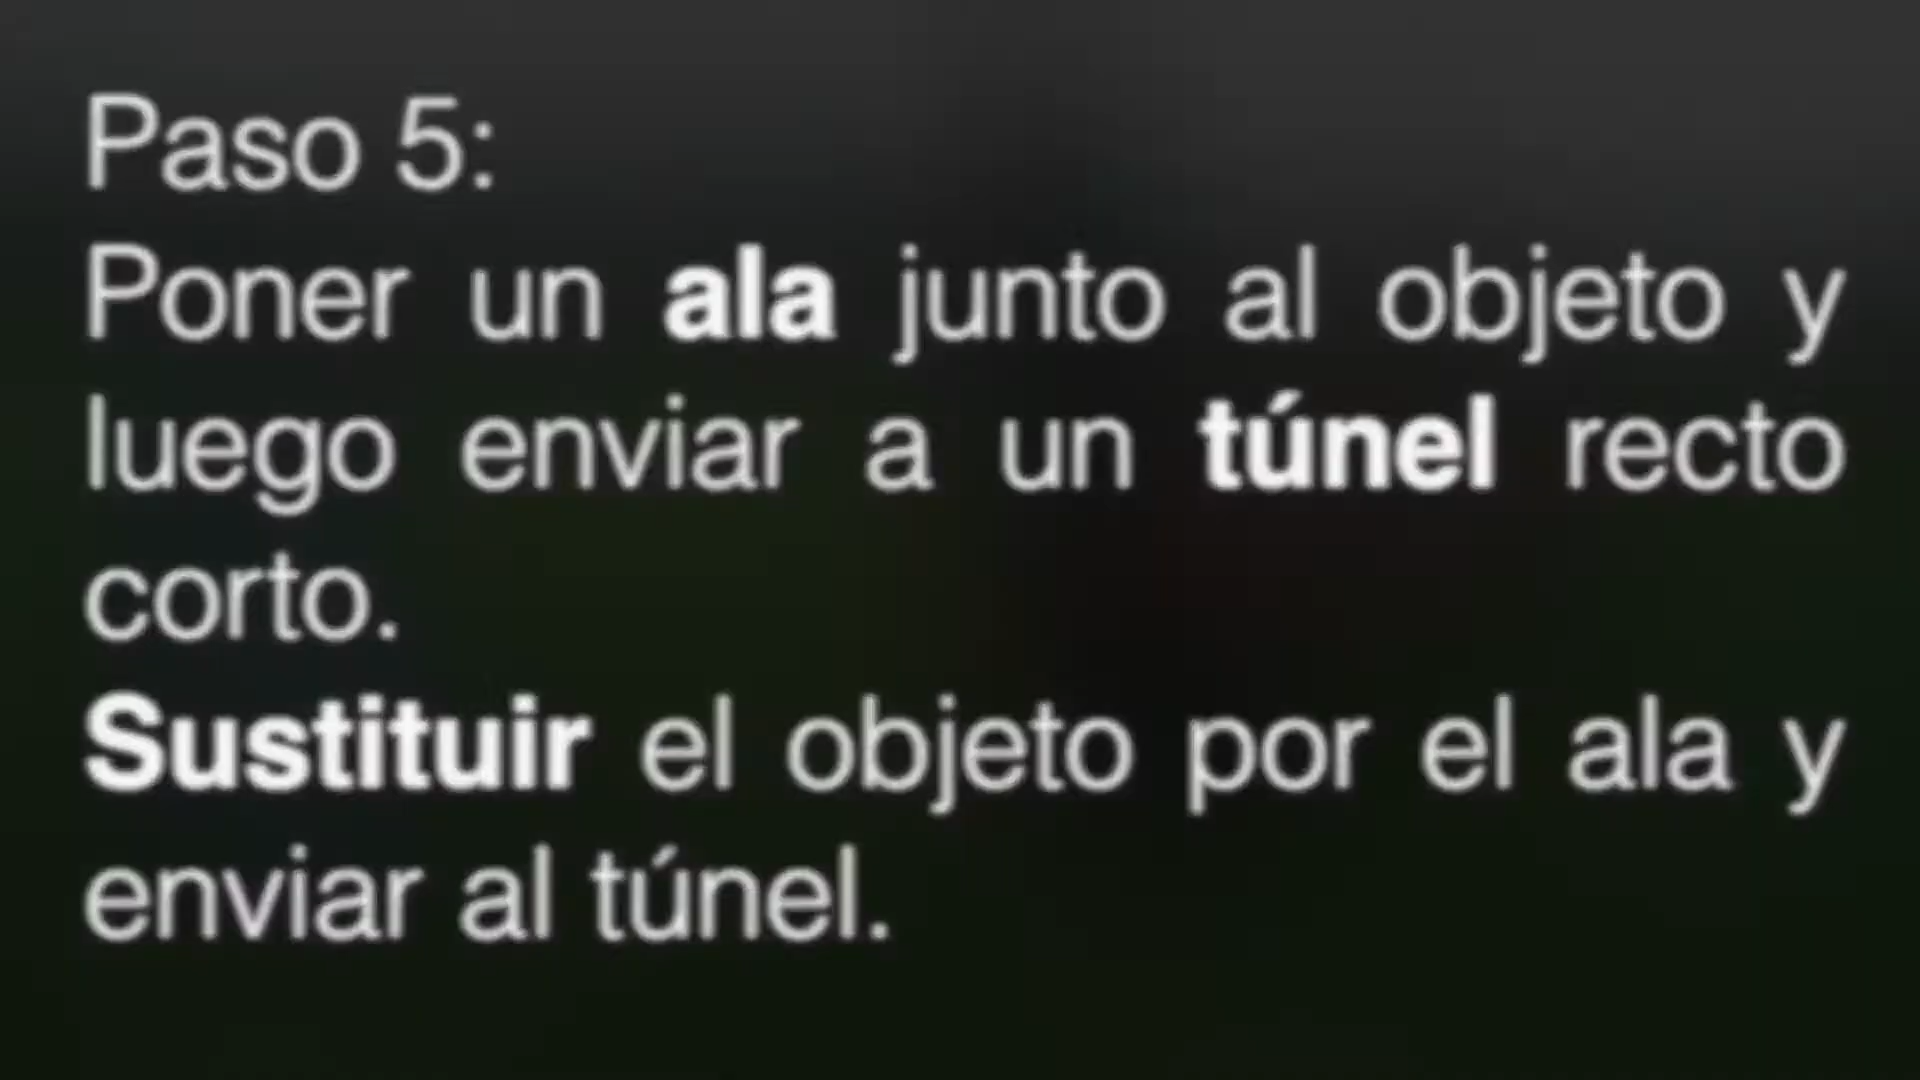 Paso 5:
Poner un ala junto al objeto y
luego enviar a un túnel recto
corto.
Sustituir el objeto por el ala y
enviar al túnel.